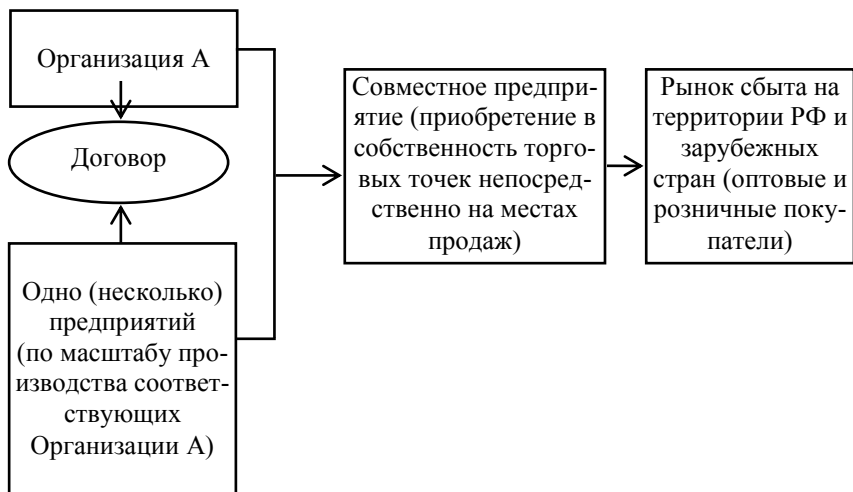 Организация А
Договор
Одно (несколько)
предприятий
(по масштабу про-
изводства соответ-
ствующих
Организации А)
Совместное предпри-
ятие (приобретение в
собственность торго-
вых точек непосред-
ственно на местах
продаж)
Рынок сбыта на
территории РФ и
зарубежных
стран (оптовые и
розничные поку-
патели)